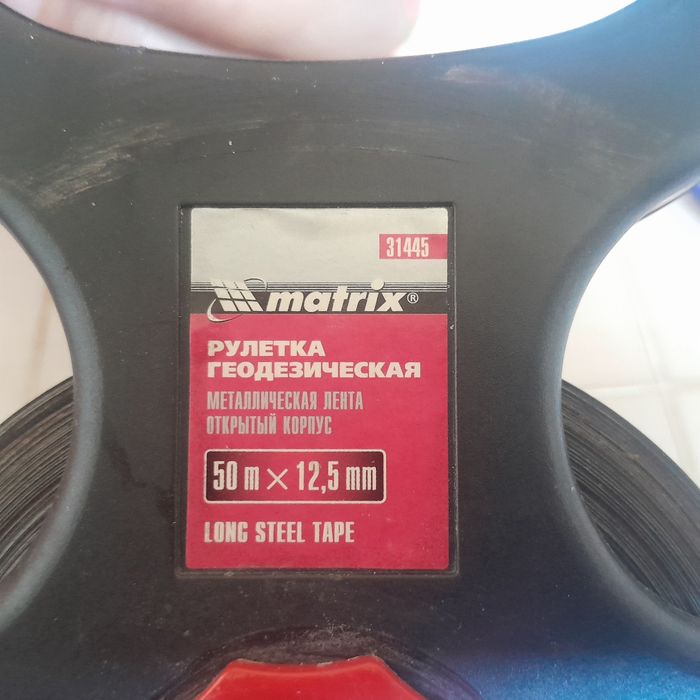 31445
matrix®
РУЛЕТКА
ГЕОДЕЗИЧЕСКАЯ
МЕТАЛЛИЧЕСКАЯ ЛЕНТА
ОТКРЫТЫЙ КОРПУС
50 m × 12,5 mm
LONG STEEL TAPE